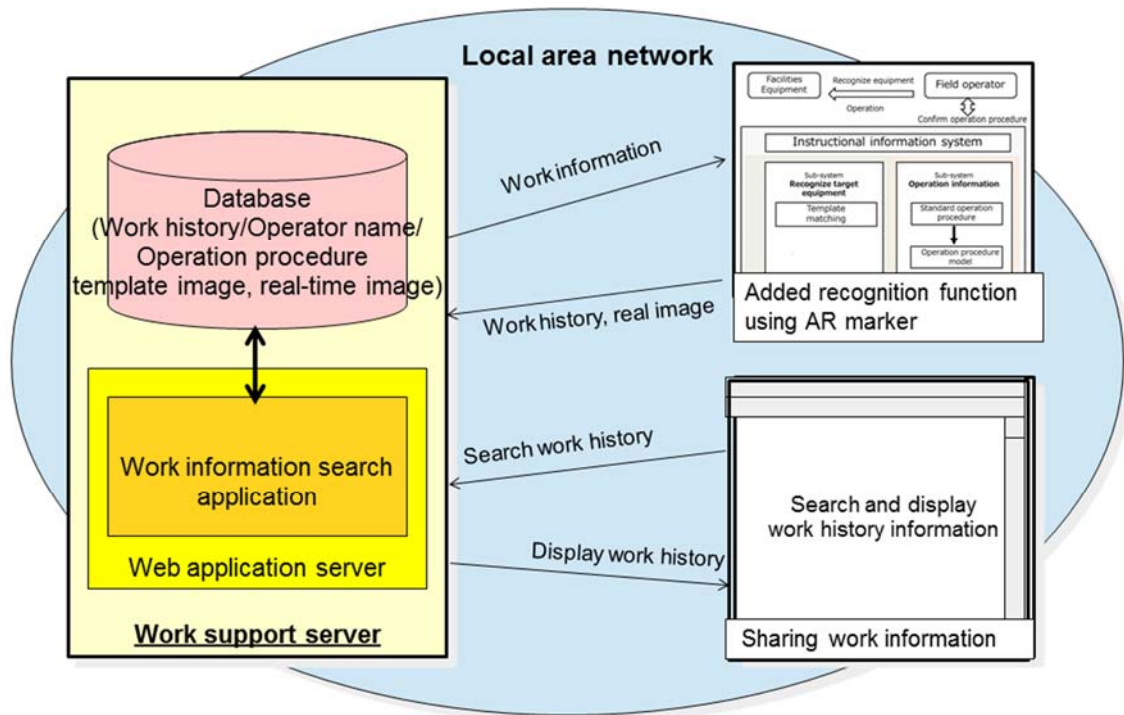 Local area network
Database
(Work history/Operator name/
Operation procedure
template image, real-time image)
Work information search
application
Web application server
Work support server
Work information
Work history, real image
Search work history
Display work history
Facilities
Equipment
Recognize equipment
Operation
Field operator
Confirm operation procedure
Instructional information system
Sub-system
Recognize target
equipment
Template
matching
Sub-system
Operation information
Standard operation
procedure
Operation procedure
model
Added recognition function
using AR marker
Search and display
work history information
Sharing work information